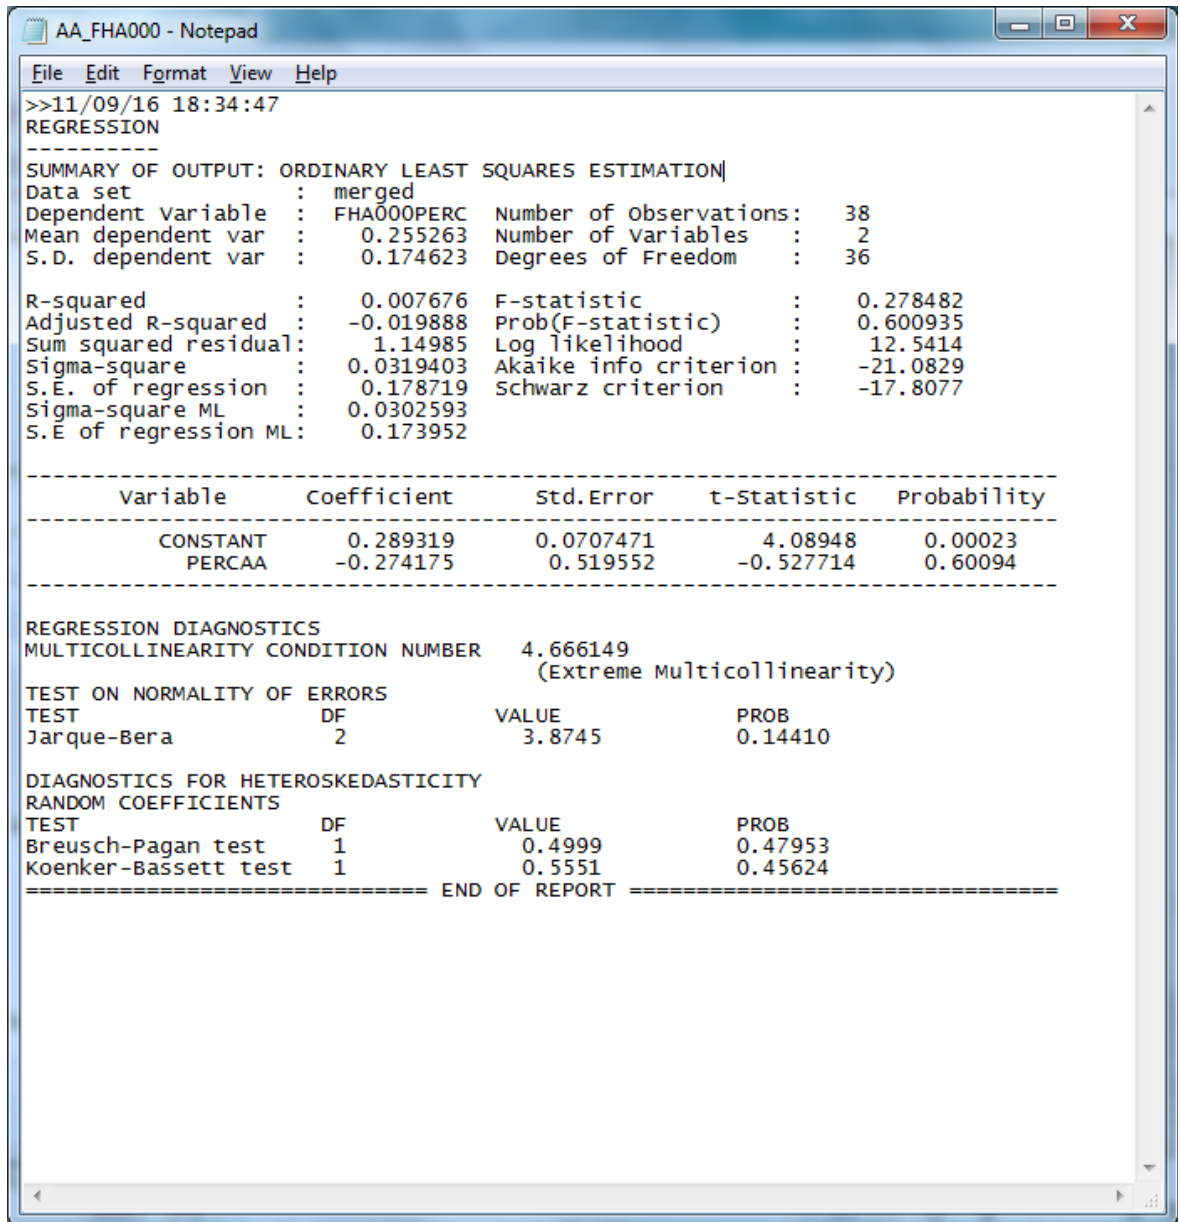 AA_FHA000 - Notepad
File Edit Format View Help
>>11/09/16 18:34:47
REGRESSION
----------
SUMMARY OF OUTPUT: ORDINARY LEAST SQUARES ESTIMATION
Data set            :  merged
Dependent Variable  :  FHA000PERC  Number of Observations:   38
Mean dependent var  :    0.255263  Number of Variables   :    2
S.D. dependent var  :    0.174623  Degrees of Freedom    :   36
R-squared           :    0.007676  F-statistic           :    0.278482
Adjusted R-squared  :   -0.019888  Prob(F-statistic)     :    0.600935
Sum squared residual:     1.14985  Log likelihood        :     12.5414
Sigma-square        :   0.0319403  Akaike info criterion :    -21.0829
S.E. of regression  :    0.178719  Schwarz criterion     :    -17.8077
Sigma-square ML     :   0.0302593
S.E of regression ML:    0.173952
-----------------------------------------------------------------------------
       Variable      Coefficient      Std.Error    t-Statistic   Probability
-----------------------------------------------------------------------------
          CONSTANT      0.289319       0.0707471        4.08948     0.00023
            PERCAA     -0.274175        0.519552      -0.527714     0.60094
-----------------------------------------------------------------------------
REGRESSION DIAGNOSTICS
MULTICOLLINEARITY CONDITION NUMBER   4.666149
                                      (Extreme Multicollinearity)
TEST ON NORMALITY OF ERRORS
TEST                  DF           VALUE             PROB
Jarque-Bera            2             3.8745          0.14410
DIAGNOSTICS FOR HETEROSKEDASTICITY
RANDOM COEFFICIENTS
TEST                  DF           VALUE             PROB
Breusch-Pagan test     1             0.4999          0.47953
Koenker-Bassett test   1             0.5551          0.45624
============================== END OF REPORT ================================